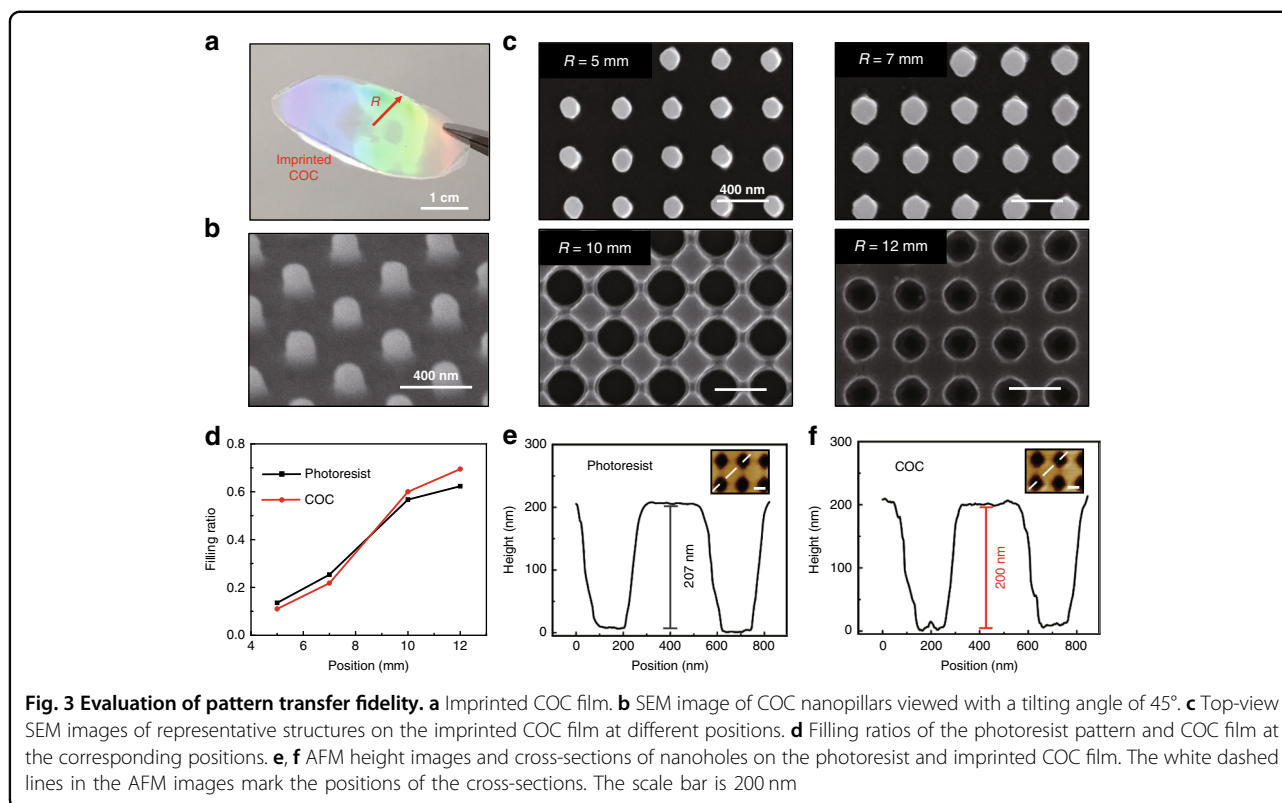 a
R
Imprinted
COC
1 cm
b
400 nm
c
R = 5 mm
400 nm
R = 7 mm
R = 10 mm
R = 12 mm
d
0.8
0.6
0.4
0.2
0.0
Filling ratio
Photoresist
COC
4 6 8 10 12
Position (mm)
e
300
200
100
0
Height (nm)
Photoresist
207 nm
0 200 400 600 800
Position (nm)
f
300
200
100
0
Height (nm)
COC
200 nm
0 200 400 600 800
Position (nm)
Fig. 3 Evaluation of pattern transfer fidelity. a Imprinted COC film. b SEM image of COC nanopillars viewed with a tilting angle of 45°. c Top-view
SEM images of representative structures on the imprinted COC film at different positions. d Filling ratios of the photoresist pattern and COC film at
the corresponding positions. e, f AFM height images and cross-sections of nanoholes on the photoresist and imprinted COC film. The white dashed
lines in the AFM images mark the positions of the cross-sections. The scale bar is 200 nm